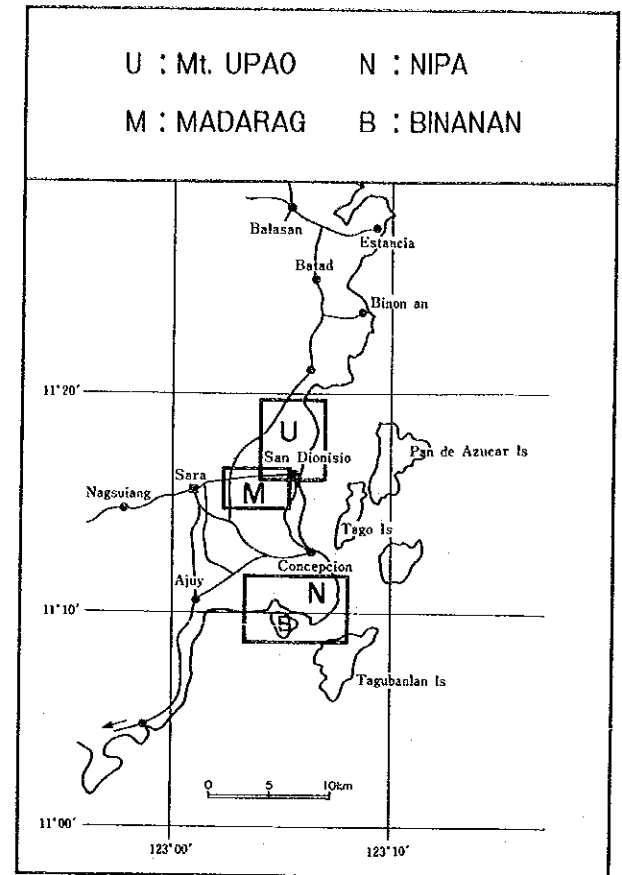 U : Mt. UPAO N : NIPA
M : MADARAG B : BINANAN
Balasan
Estancia
Batad
Binon an
11°20'
U
San Dionisio
Pan de Azucar Is
Sara
M
Nagsuiang
Tago Is
Concepcion
Ajuy
N
11°10'
B
Tagubanlan Is
0 5 10km
11°00'
123°00' 123°10'